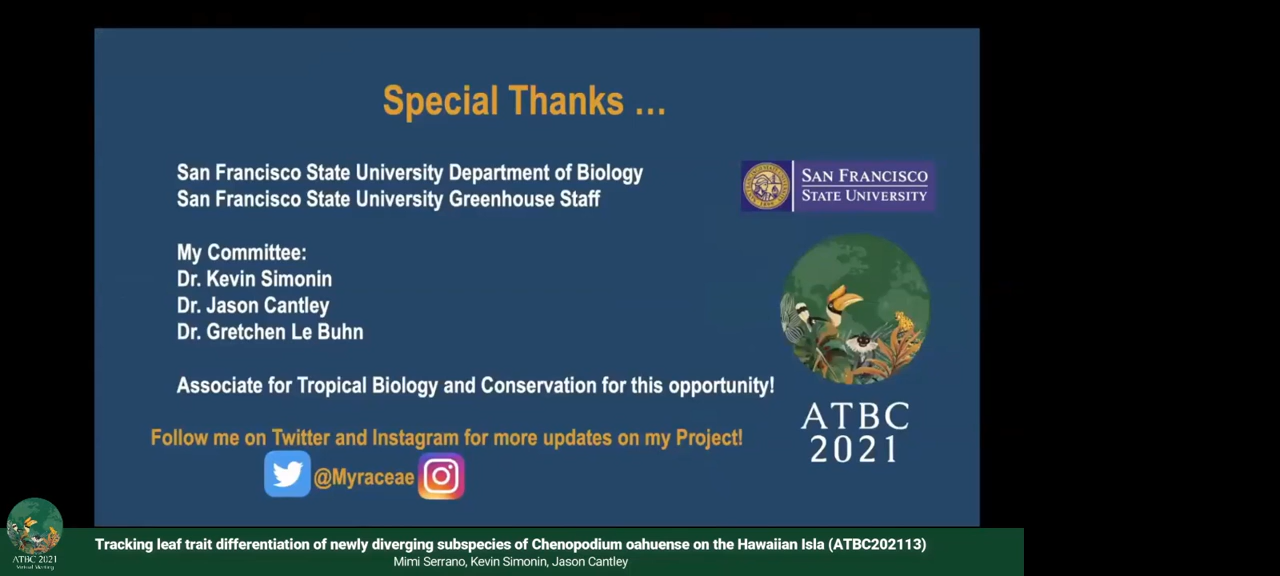 Special Thanks ...
San Francisco State University Department of Biology
San Francisco State University Greenhouse Staff
SAN FRANCISCO
STATE UNIVERSITY
My Committee:
Dr. Kevin Simonin
Dr. Jason Cantley
Dr. Gretchen Le Buhn
Associate for Tropical Biology and Conservation for this opportunity!
ATBC
2021
Follow me on Twitter and Instagram for more updates on my Project!
@Myraceae
ATBC 2021
Virtual Meeting
Tracking leaf trait differentiation of newly diverging subspecies of Chenopodium oahuense on the Hawaiian Isla (ATBC202113)
Mimi Serrano, Kevin Simonin, Jason Cantley